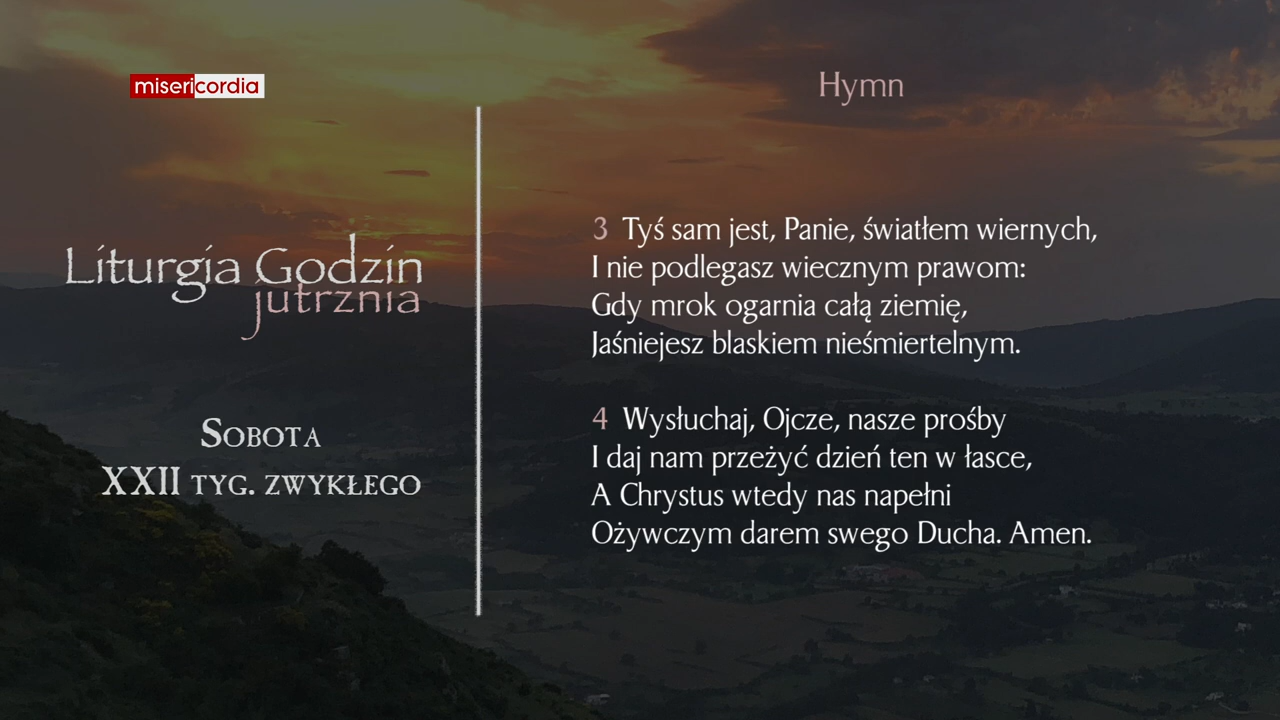 misericordia
Liturgia Godzin
jutrznia
Sobota
XXII tyg. zwykłego
Hymn
3 Tyś sam jest, Panie, światłem wiernych,
I nie podlegasz wiecznym prawom:
Gdy mrok ogarnia całą ziemię,
Jaśniejesz blaskiem nieśmiertelnym.
4 Wysłuchaj, Ojcze, nasze prośby
I daj nam przeżyć dzień ten w łasce,
A Chrystus wtedy nas napełni
Ożywczym darem swego Ducha. Amen.